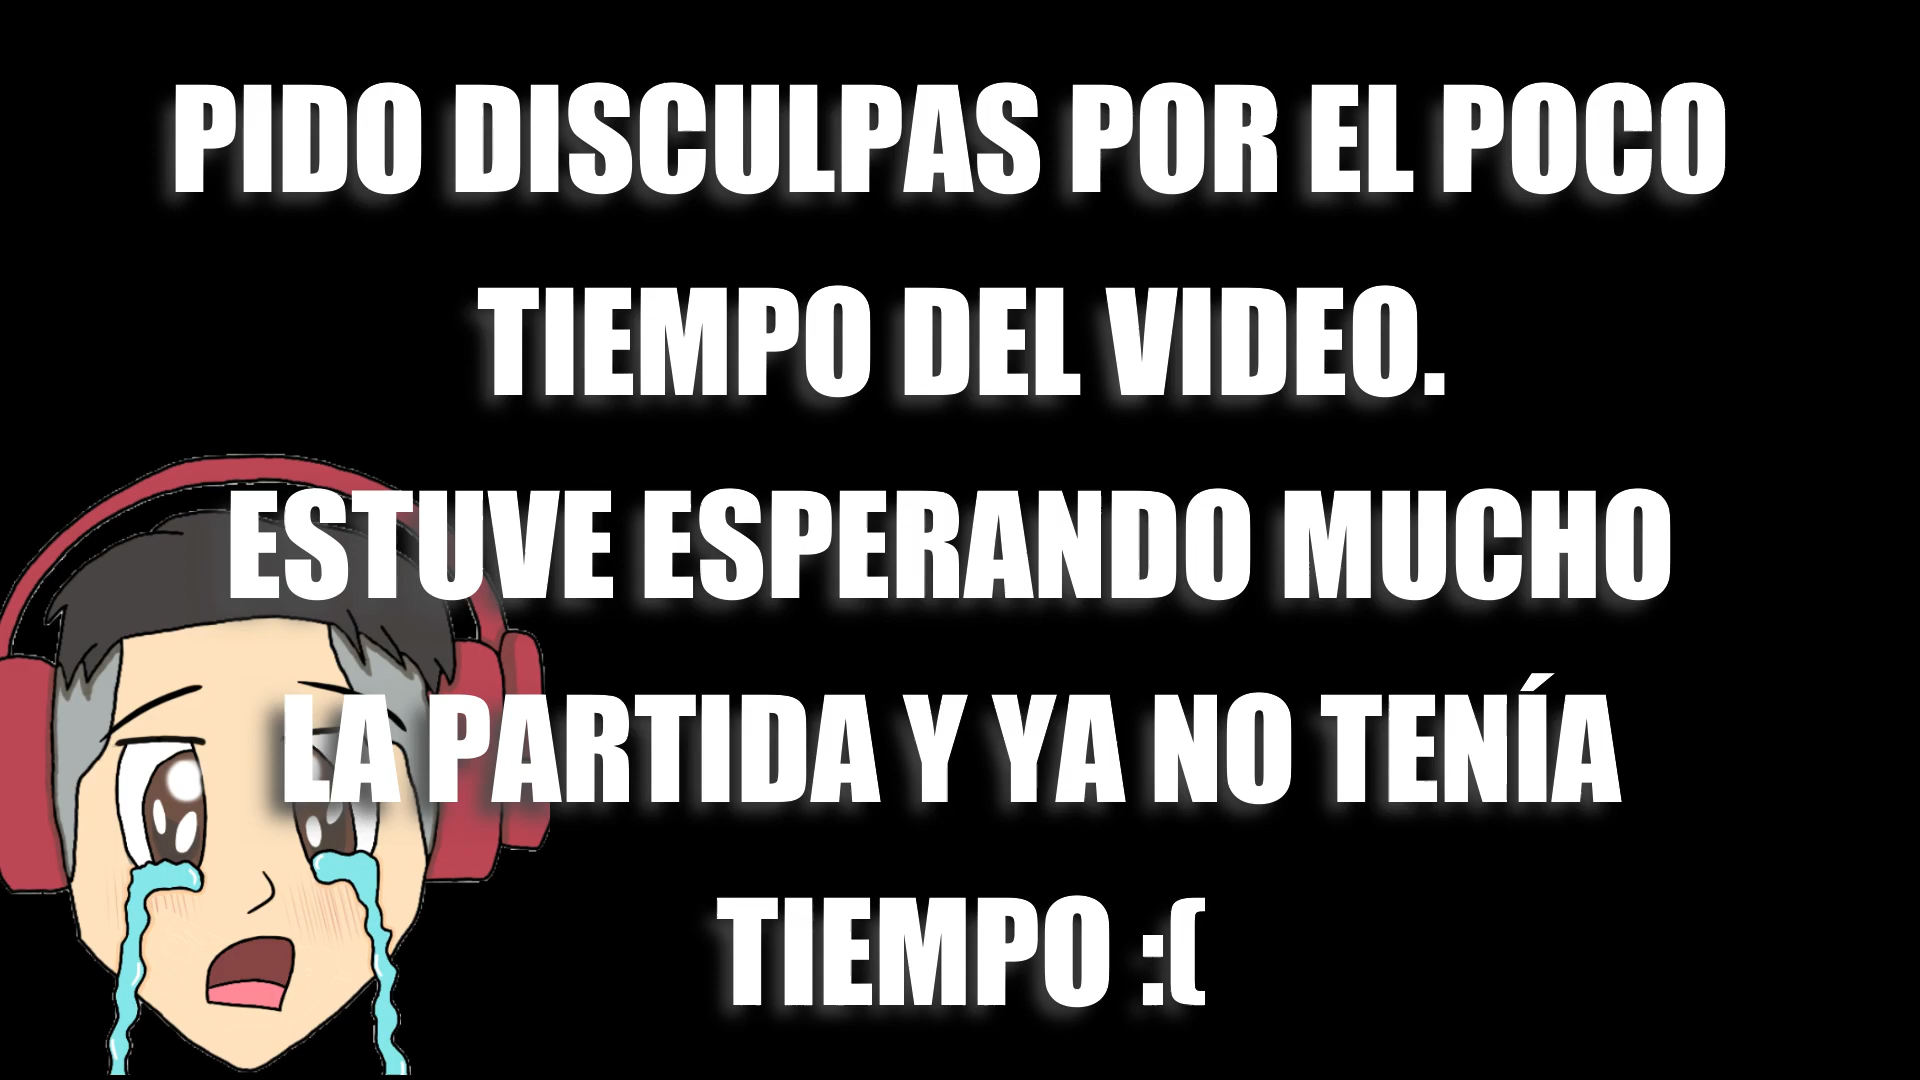 PIDO DISCULPAS POR EL POCO
TIEMPO DEL VIDEO.
ESTUVE ESPERANDO MUCHO
LA PARTIDA Y YA NO TENÍA
TIEMPO :(